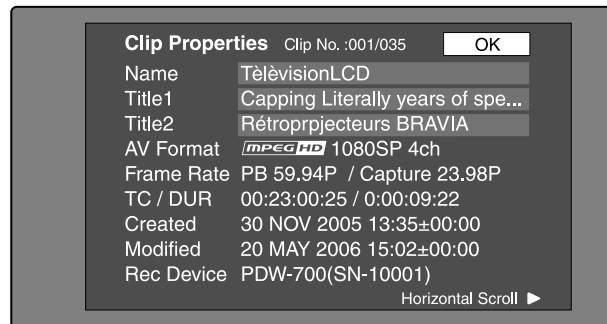 Clip Properties Clip No. :001/035 OK
Name TèlèvisionLCD
Title1 Capping Literally years of spe...
Title2 Rétroprpjecteurs BRAVIA
AV Format MPEG HD 1080SP 4ch
Frame Rate PB 59.94P / Capture 23.98P
TC / DUR 00:23:00:25 / 0:00:09:22
Created 30 NOV 2005 13:35±00:00
Modified 20 MAY 2006 15:02±00:00
Rec Device PDW-700(SN-10001)
Horizontal Scroll ▶